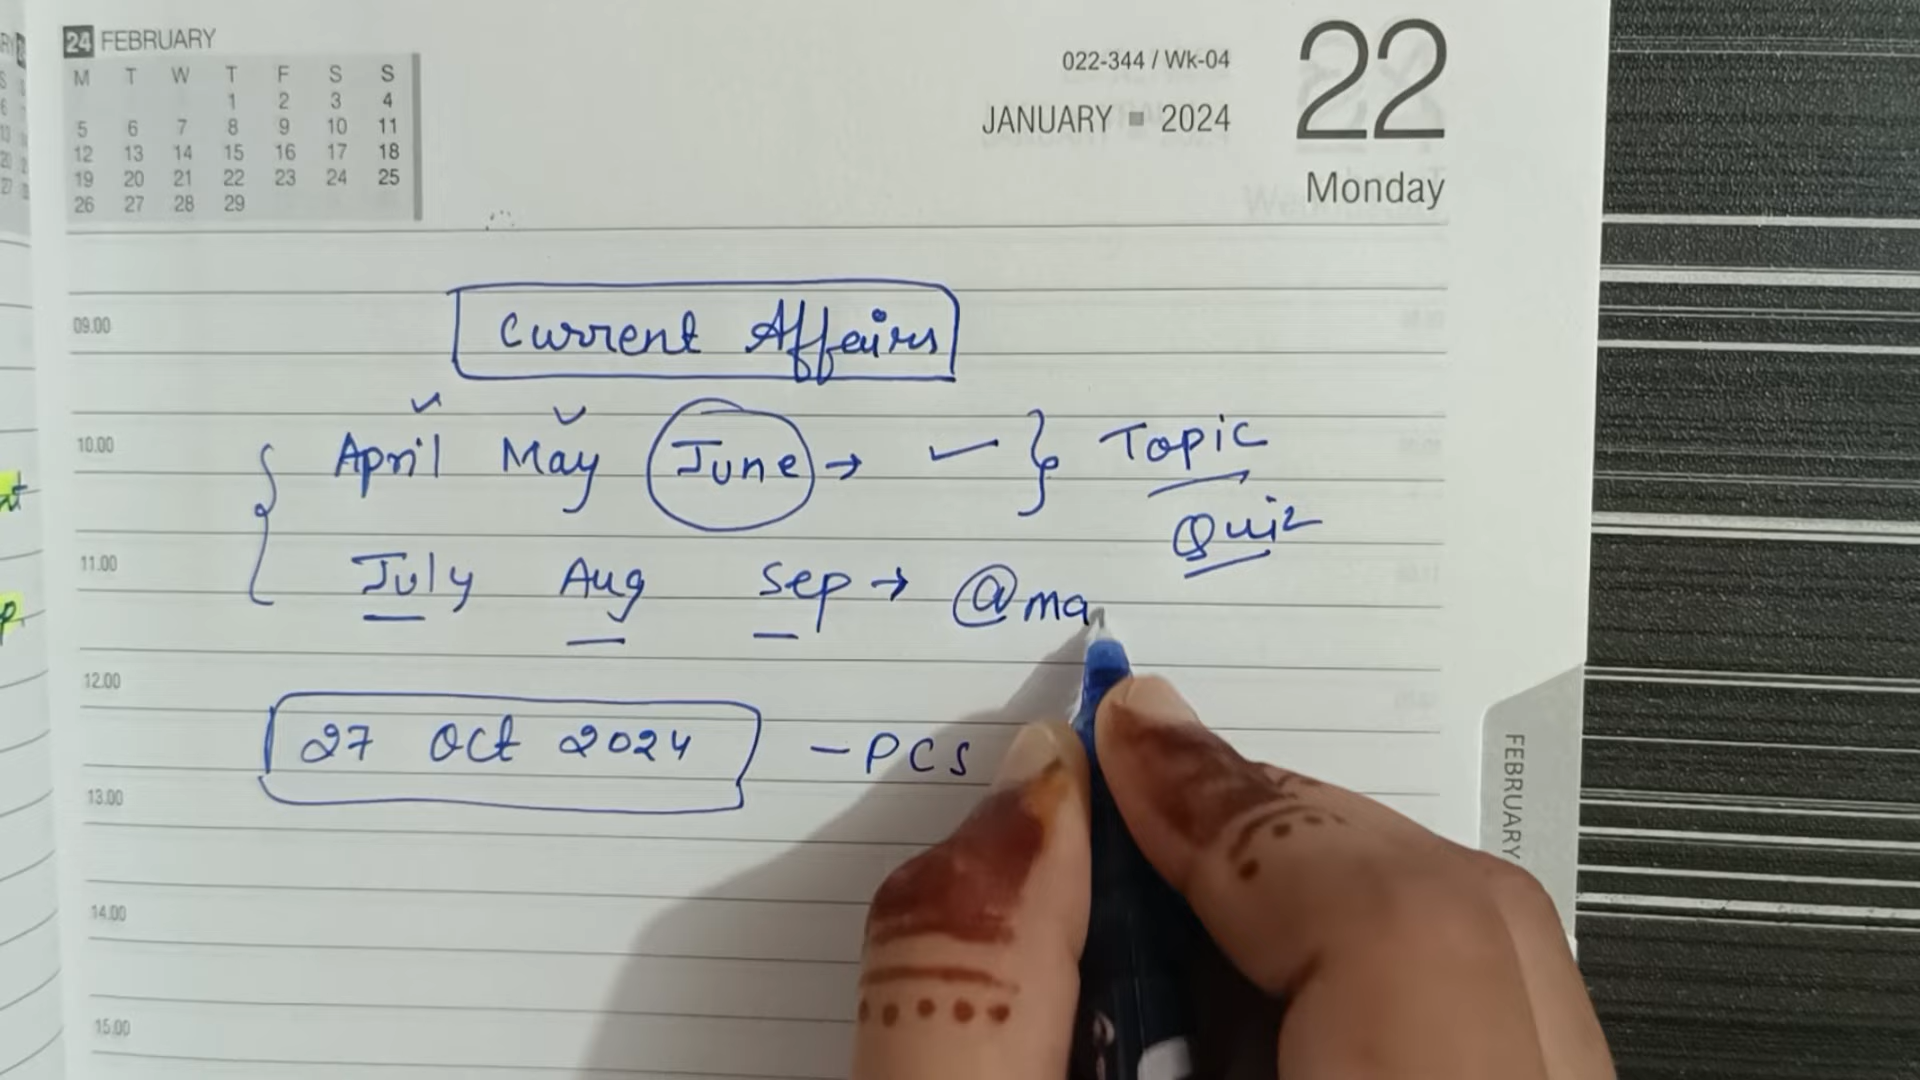 24 FEBRUARY
M T W T F S S
1 2 3 4
5 6 7 8 9 10 11
12 13 14 15 16 17 18
19 20 21 22 23 24 25
26 27 28 29
022-344 / Wk-04
JANUARY 2024
22
Monday
09.00
Current Affairs
10.00
April May June → Topic
Quiz
11.00
July Aug Sep → @ma
12.00
27 Oct 2024 - PCS
13.00
14.00
15.00
FEBRUARY